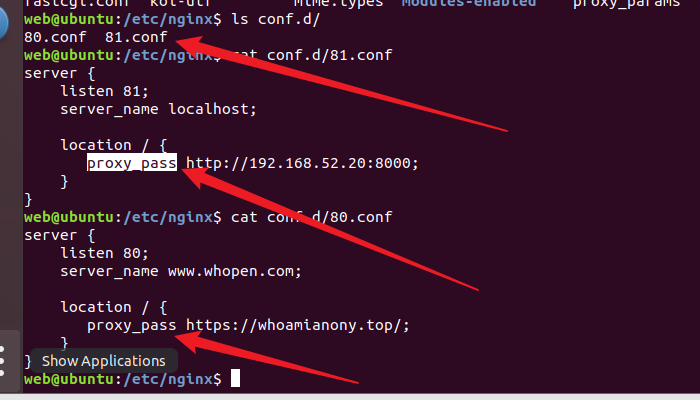 fastcgi.conf koi-utf mime.types modules-enabled proxy_params
web@ubuntu:/etc/nginx$ ls conf.d/
80.conf 81.conf
web@ubuntu:/etc/nginx$ cat conf.d/81.conf
server {
    listen 81;
    server_name localhost;
    location / {
       proxy_pass http://192.168.52.20:8000;
    }
}
web@ubuntu:/etc/nginx$ cat conf.d/80.conf
server {
    listen 80;
    server_name www.whopen.com;
    location / {
       proxy_pass https://whoamianony.top/;
    }
}
Show Applications
web@ubuntu:/etc/nginx$